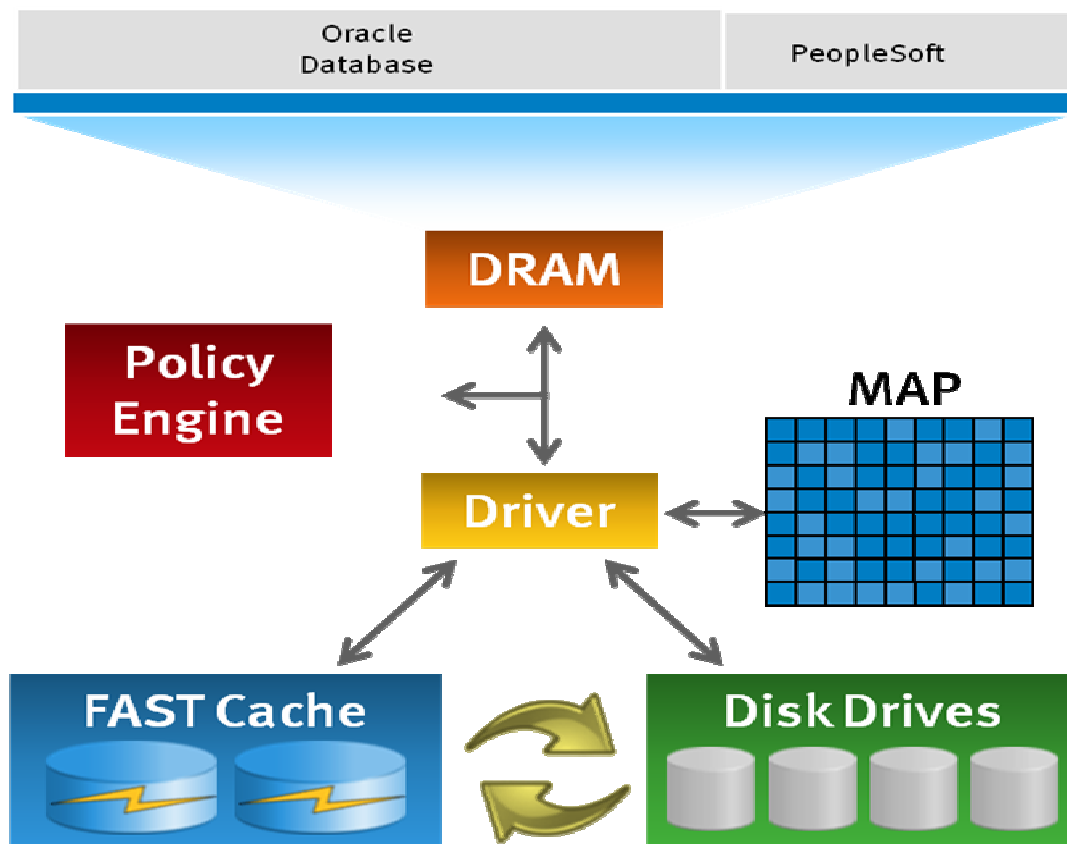 Oracle
Database
PeopleSoft
DRAM
Policy
Engine
MAP
Driver
FAST Cache
Disk Drives